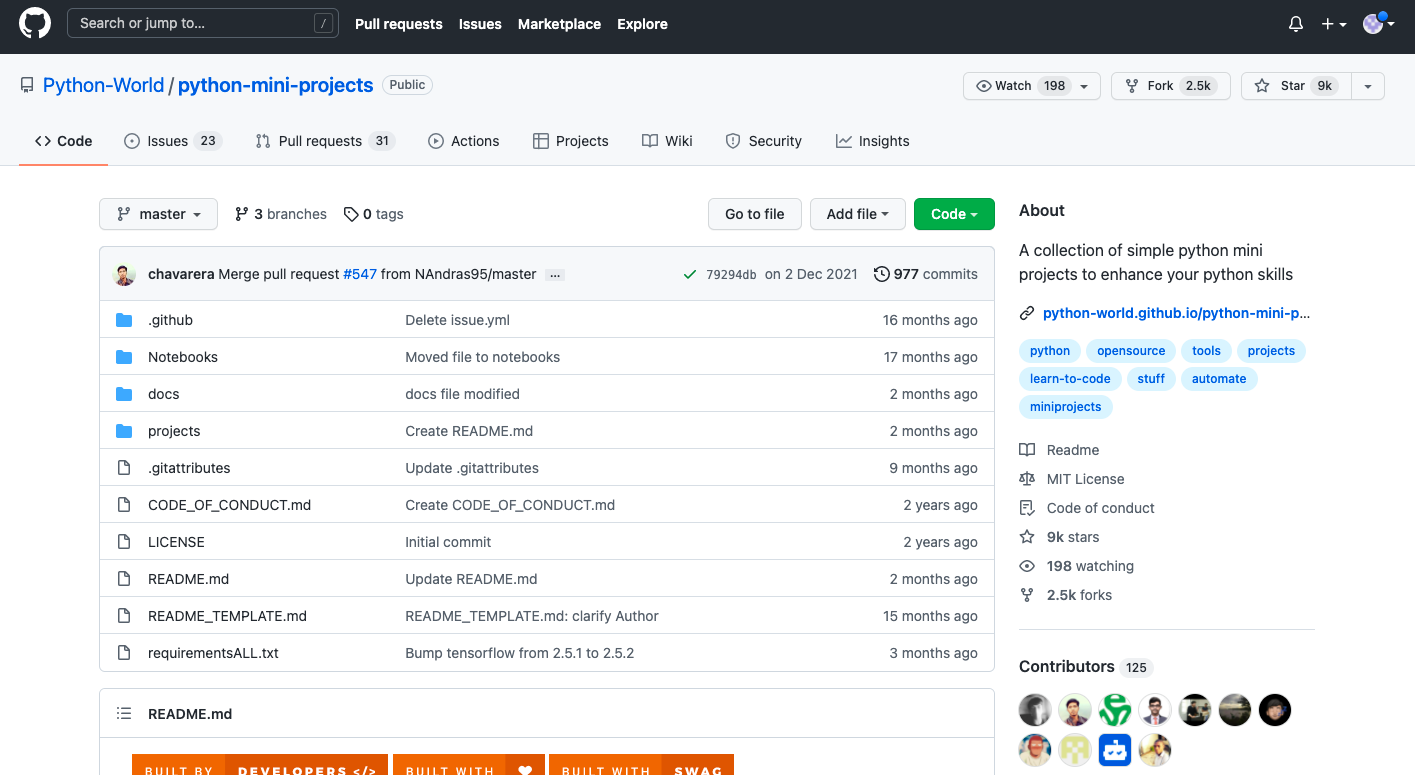 Search or jump to… /
Pull requests Issues Marketplace Explore
Python-World / python-mini-projects Public
Watch 198 Fork 2.5k Star 9k
Code Issues 23 Pull requests 31 Actions Projects Wiki Security Insights
master 3 branches 0 tags Go to file Add file Code
chavarera Merge pull request #547 from NAndras95/master … 79294db on 2 Dec 2021 977 commits
.github Delete issue.yml 16 months ago
Notebooks Moved file to notebooks 17 months ago
docs docs file modified 2 months ago
projects Create README.md 2 months ago
.gitattributes Update .gitattributes 9 months ago
CODE_OF_CONDUCT.md Create CODE_OF_CONDUCT.md 2 years ago
LICENSE Initial commit 2 years ago
README.md Update README.md 2 months ago
README_TEMPLATE.md README_TEMPLATE.md: clarify Author 15 months ago
requirementsALL.txt Bump tensorflow from 2.5.1 to 2.5.2 3 months ago
README.md
BUILT BY DEVELOPERS </> BUILT WITH ❤ BUILT WITH SWAG
About
A collection of simple python mini
projects to enhance your python skills
python-world.github.io/python-mini-p…
python opensource tools projects
learn-to-code stuff automate
miniprojects
Readme
MIT License
Code of conduct
9k stars
198 watching
2.5k forks
Contributors 125